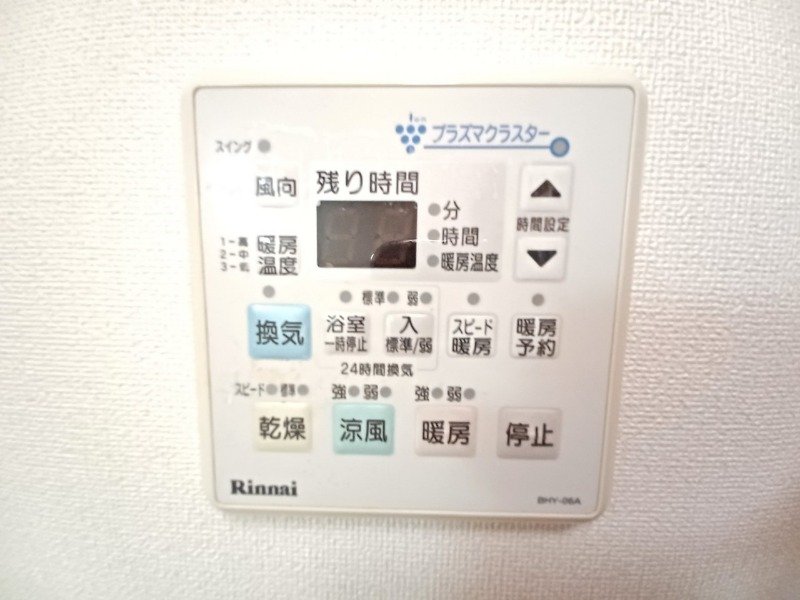 ion
プラズマクラスター
スイング
風向
残り時間
分
時間
暖房温度
時間設定
1-高
2-中
3-低
暖房
温度
標準 弱
換気
浴室
一時停止
入
標準/弱
スピード
暖房
暖房
予約
24時間換気
スピード 標準
強 弱
強 弱
乾燥
涼風
暖房
停止
Rinnai
BHY-06A